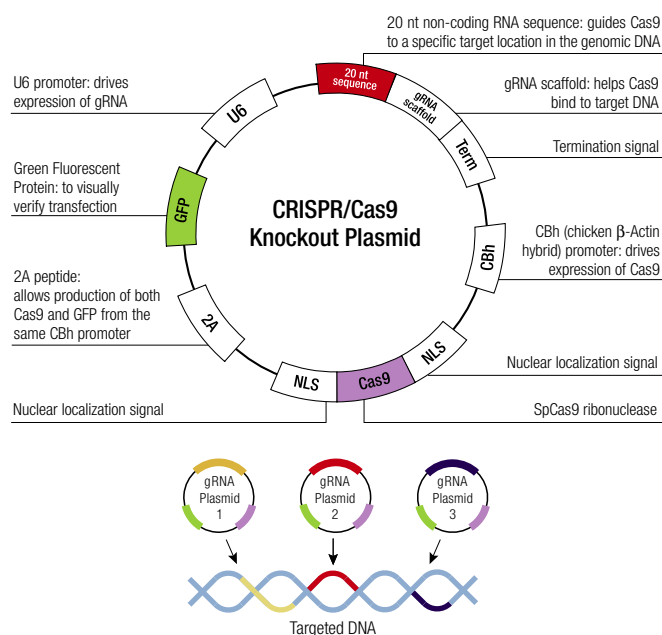 20 nt non-coding RNA sequence: guides Cas9
to a specific target location in the genomic DNA
U6 promoter: drives
expression of gRNA
20 nt
sequence
gRNA
scaffold
gRNA scaffold: helps Cas9
bind to target DNA
U6
Term
Termination signal
Green Fluorescent
Protein: to visually
verify transfection
GFP
CRISPR/Cas9
Knockout Plasmid
CBh
CBh (chicken β-Actin
hybrid) promoter: drives
expression of Cas9
2A peptide:
allows production of both
Cas9 and GFP from the
same CBh promoter
2A
NLS
Cas9
NLS
Nuclear localization signal
Nuclear localization signal
SpCas9 ribonuclease
gRNA
Plasmid
1
gRNA
Plasmid
2
gRNA
Plasmid
3
Targeted DNA